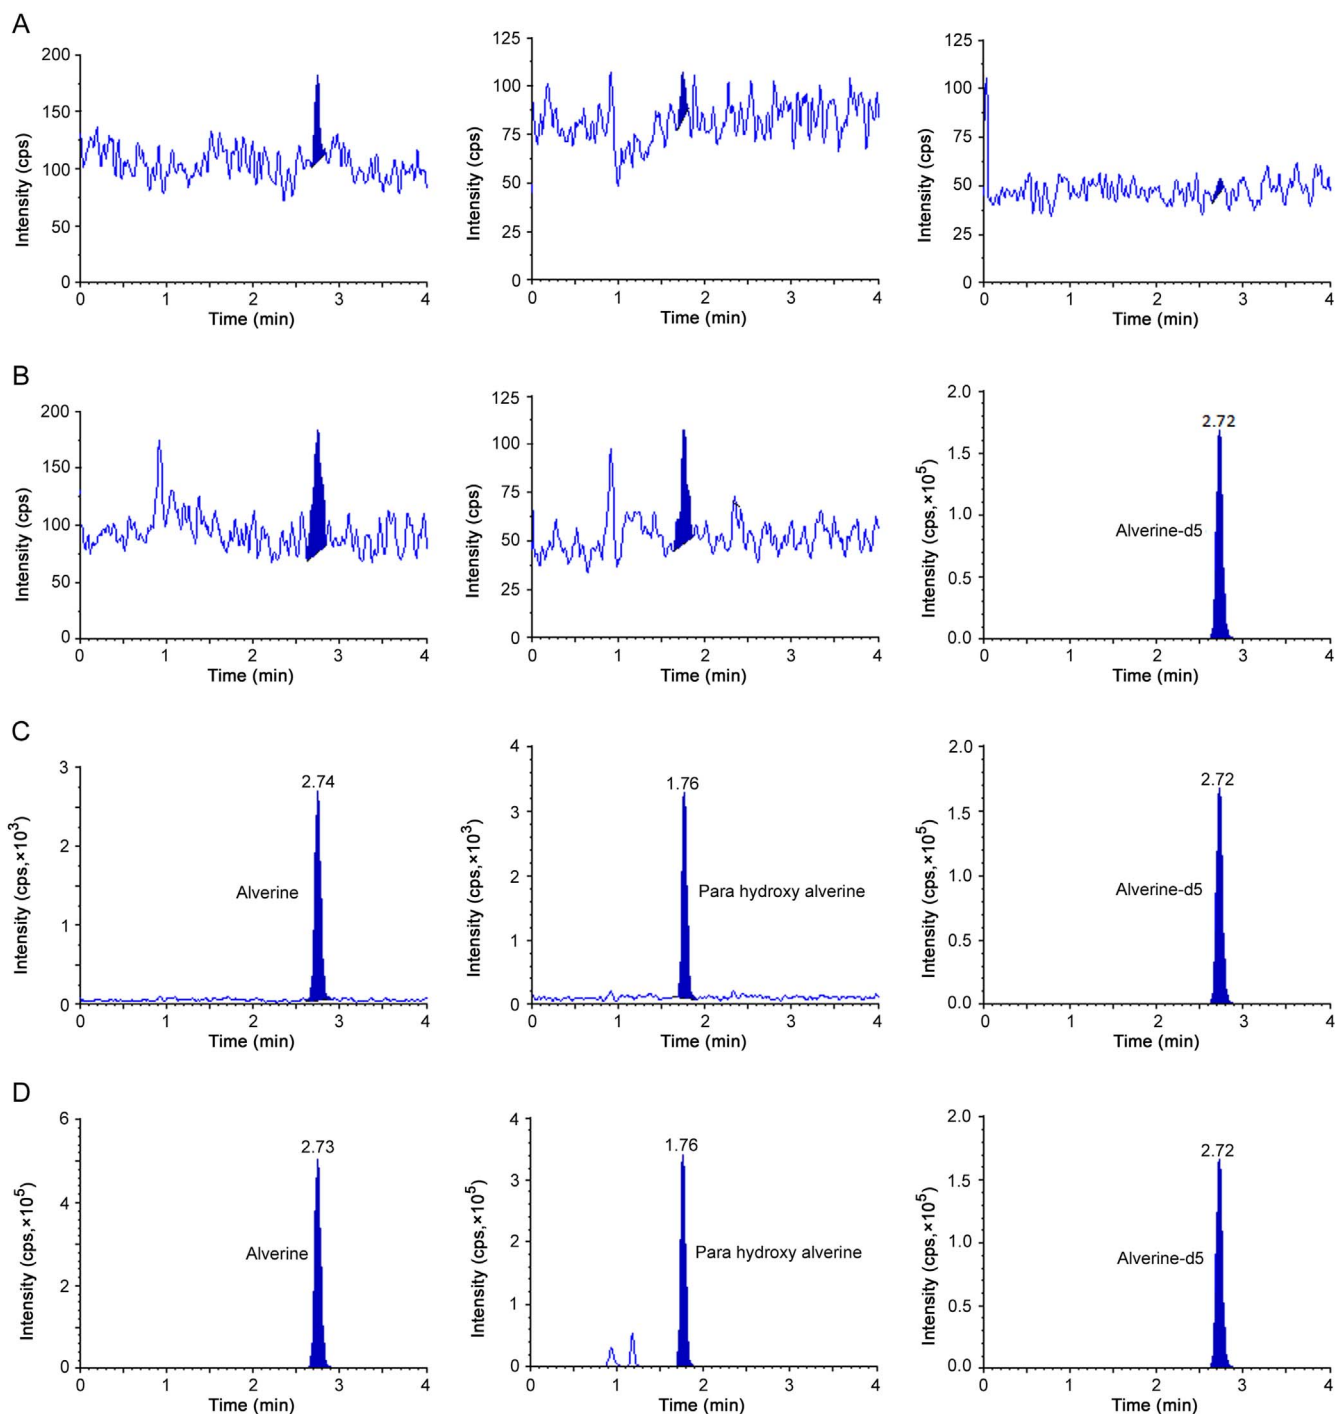 A
200
150
100
50
0
Intensity (cps)
0 1 2 3 4
Time (min)
125
100
75
50
25
0
Intensity (cps)
0 1 2 3 4
Time (min)
125
100
75
50
25
0
Intensity (cps)
0 1 2 3 4
Time (min)
B
200
150
100
50
0
Intensity (cps)
0 1 2 3 4
Time (min)
125
100
75
50
25
0
Intensity (cps)
0 1 2 3 4
Time (min)
2.0
1.5
1.0
0.5
0.0
Intensity (cps,×10⁵)
2.72
Alverine-d5
0 1 2 3 4
Time (min)
C
3
2
1
0
Intensity (cps,×10³)
2.74
Alverine
0 1 2 3 4
Time (min)
4
3
2
1
0
Intensity (cps,×10³)
1.76
Para hydroxy alverine
0 1 2 3 4
Time (min)
2.0
1.5
1.0
0.5
0.0
Intensity (cps,×10⁵)
2.72
Alverine-d5
0 1 2 3 4
Time (min)
D
6
4
2
0
Intensity (cps,×10⁵)
2.73
Alverine
0 1 2 3 4
Time (min)
4
3
2
1
0
Intensity (cps,×10⁵)
1.76
Para hydroxy alverine
0 1 2 3 4
Time (min)
2.0
1.5
1.0
0.5
0.0
Intensity (cps,×10⁵)
2.72
Alverine-d5
0 1 2 3 4
Time (min)